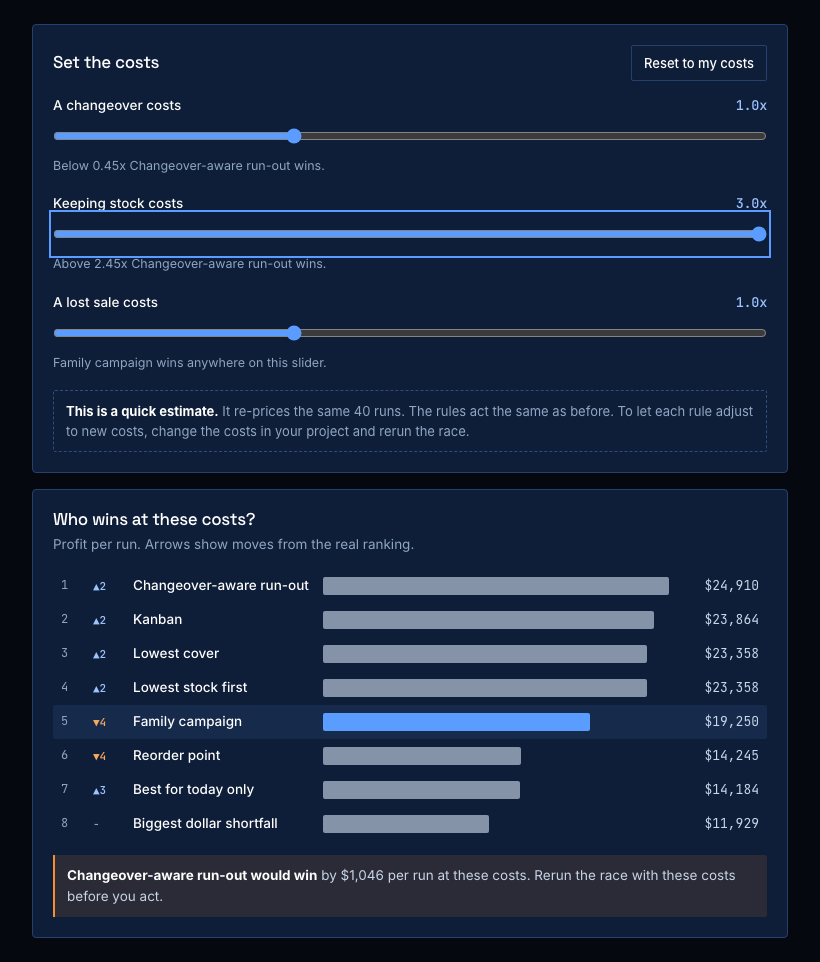 Set the costs
Reset to my costs
A changeover costs 1.0x
Below 0.45x Changeover-aware run-out wins.
Keeping stock costs 3.0x
Above 2.45x Changeover-aware run-out wins.
A lost sale costs 1.0x
Family campaign wins anywhere on this slider.
This is a quick estimate. It re-prices the same 40 runs. The rules act the same as before. To let each rule adjust
to new costs, change the costs in your project and rerun the race.
Who wins at these costs?
Profit per run. Arrows show moves from the real ranking.
1 ▲2 Changeover-aware run-out $24,910
2 ▲2 Kanban $23,864
3 ▲2 Lowest cover $23,358
4 ▲2 Lowest stock first $23,358
5 ▼4 Family campaign $19,250
6 ▼4 Reorder point $14,245
7 ▲3 Best for today only $14,184
8 - Biggest dollar shortfall $11,929
Changeover-aware run-out would win by $1,046 per run at these costs. Rerun the race with these costs
before you act.